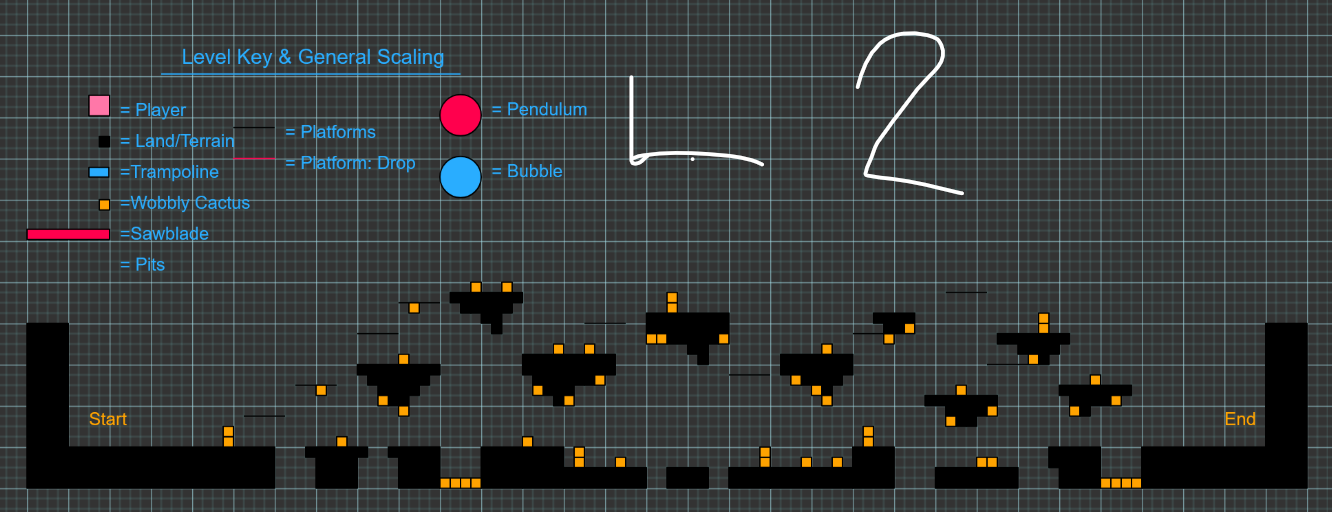 Level Key & General Scaling
= Player
= Land/Terrain
=Trampoline
=Wobbly Cactus
=Sawblade
= Pits
= Platforms
= Platform: Drop
= Pendulum
= Bubble
L. 2
Start
End